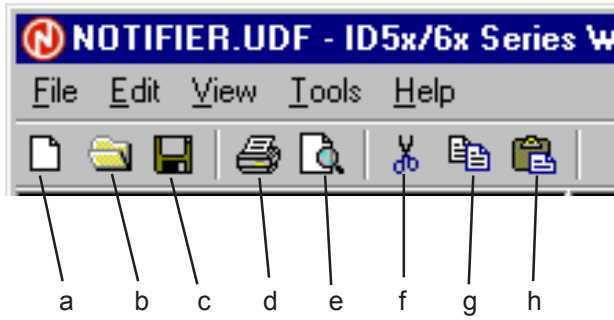 NOTIFIER.UDF - ID5x/6x Series W
File Edit View Tools Help
a b c d e f g h